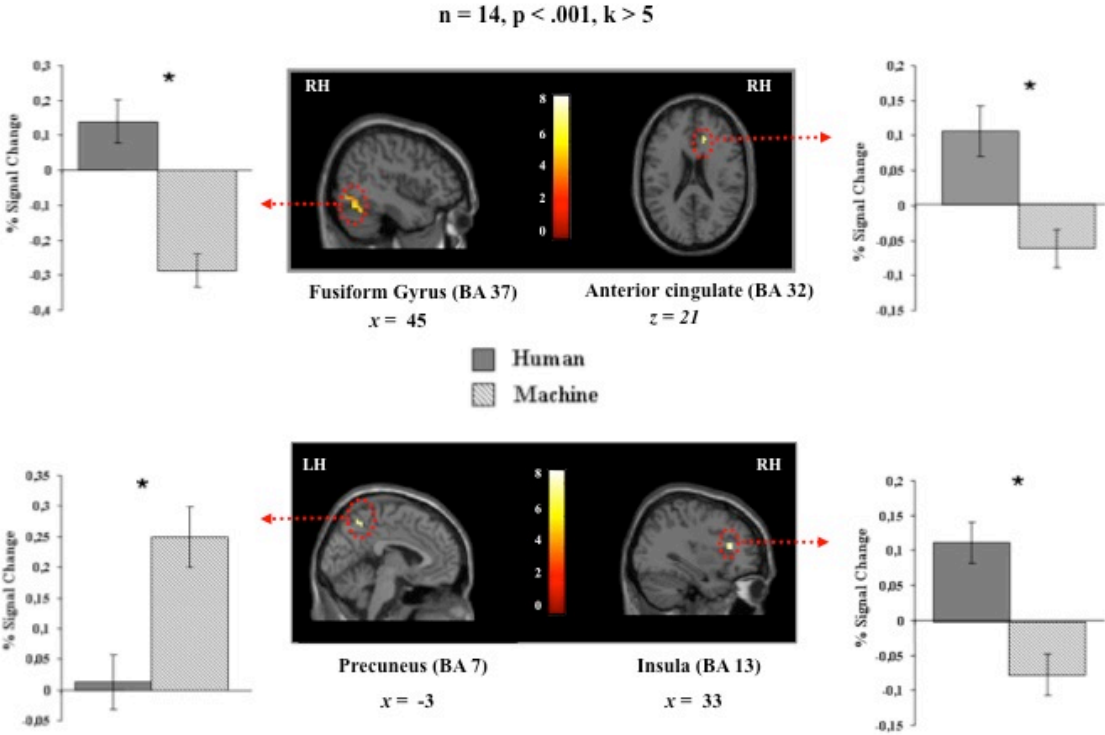 n = 14, p < .001, k > 5
% Signal Change
0,3
0,2
0,1
0
-0,1
-0,2
-0,3
-0,4
*
RH
RH
8
6
4
2
0
% Signal Change
0,2
0,15
0,1
0,05
0
-0,05
-0,1
-0,15
*
Fusiform Gyrus (BA 37)
x = 45
Anterior cingulate (BA 32)
z = 21
Human
Machine
% Signal Change
0,35
0,3
0,25
0,2
0,15
0,1
0,05
0
-0,05
*
LH
RH
8
6
4
2
0
% Signal Change
0,2
0,15
0,1
0,05
0
-0,05
-0,1
-0,15
*
Precuneus (BA 7)
x = -3
Insula (BA 13)
x = 33